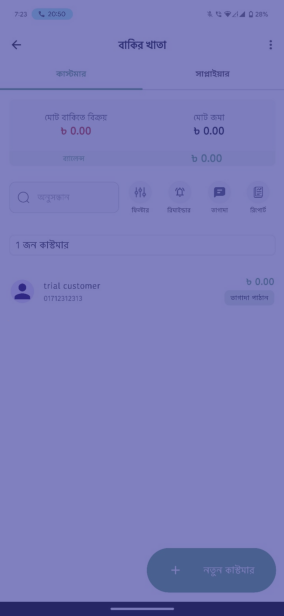 7:23 20:50 28%
বাকির খাতা
কাস্টমার সাপ্লাইয়ার
মোট বাকিতে বিক্রয় মোট জমা
৳ 0.00 ৳ 0.00
ব্যালেন্স ৳ 0.00
অনুসন্ধান
ফিল্টার রিমাইন্ডার তাগাদা রিপোর্ট
1 জন কাস্টমার
trial customer ৳ 0.00
01712312313 তাগাদা পাঠান
+ নতুন কাস্টমার